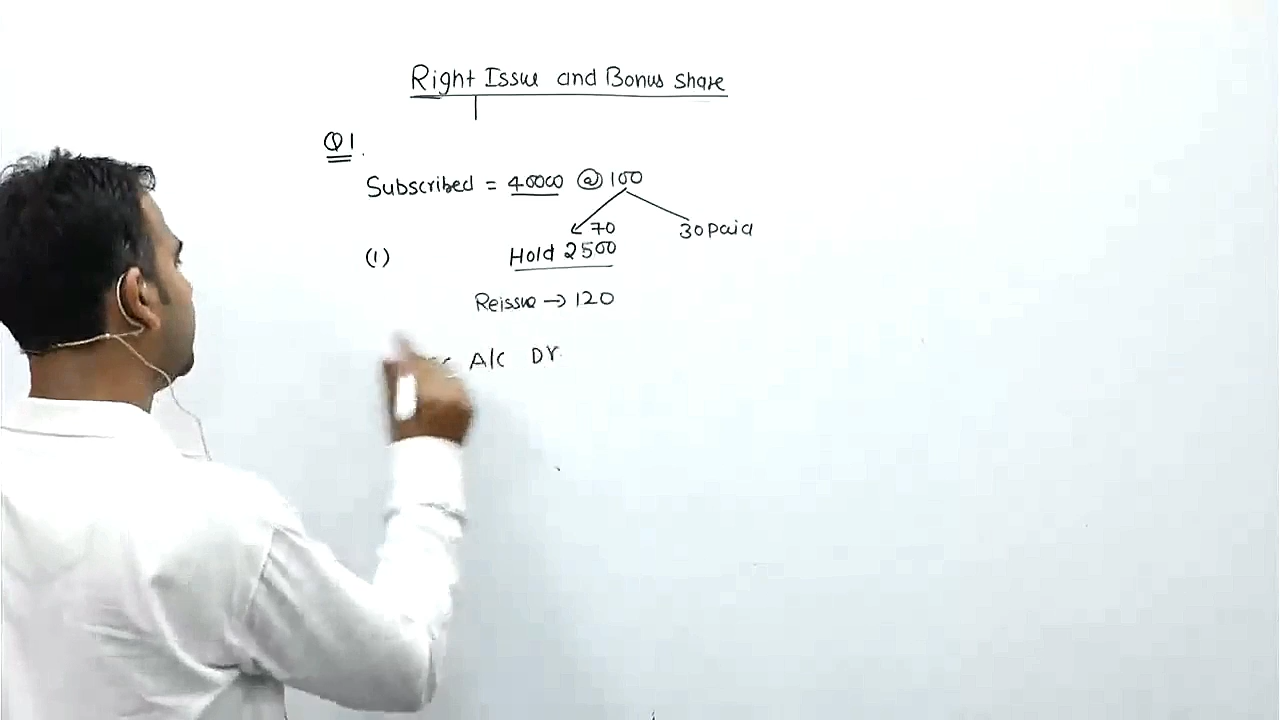 Right Issue and Bonus share
Q1.
Subscribed = 40000 @ 100
70 30 paid
(1) Hold 2500
Reissue → 120
A/C Dr.